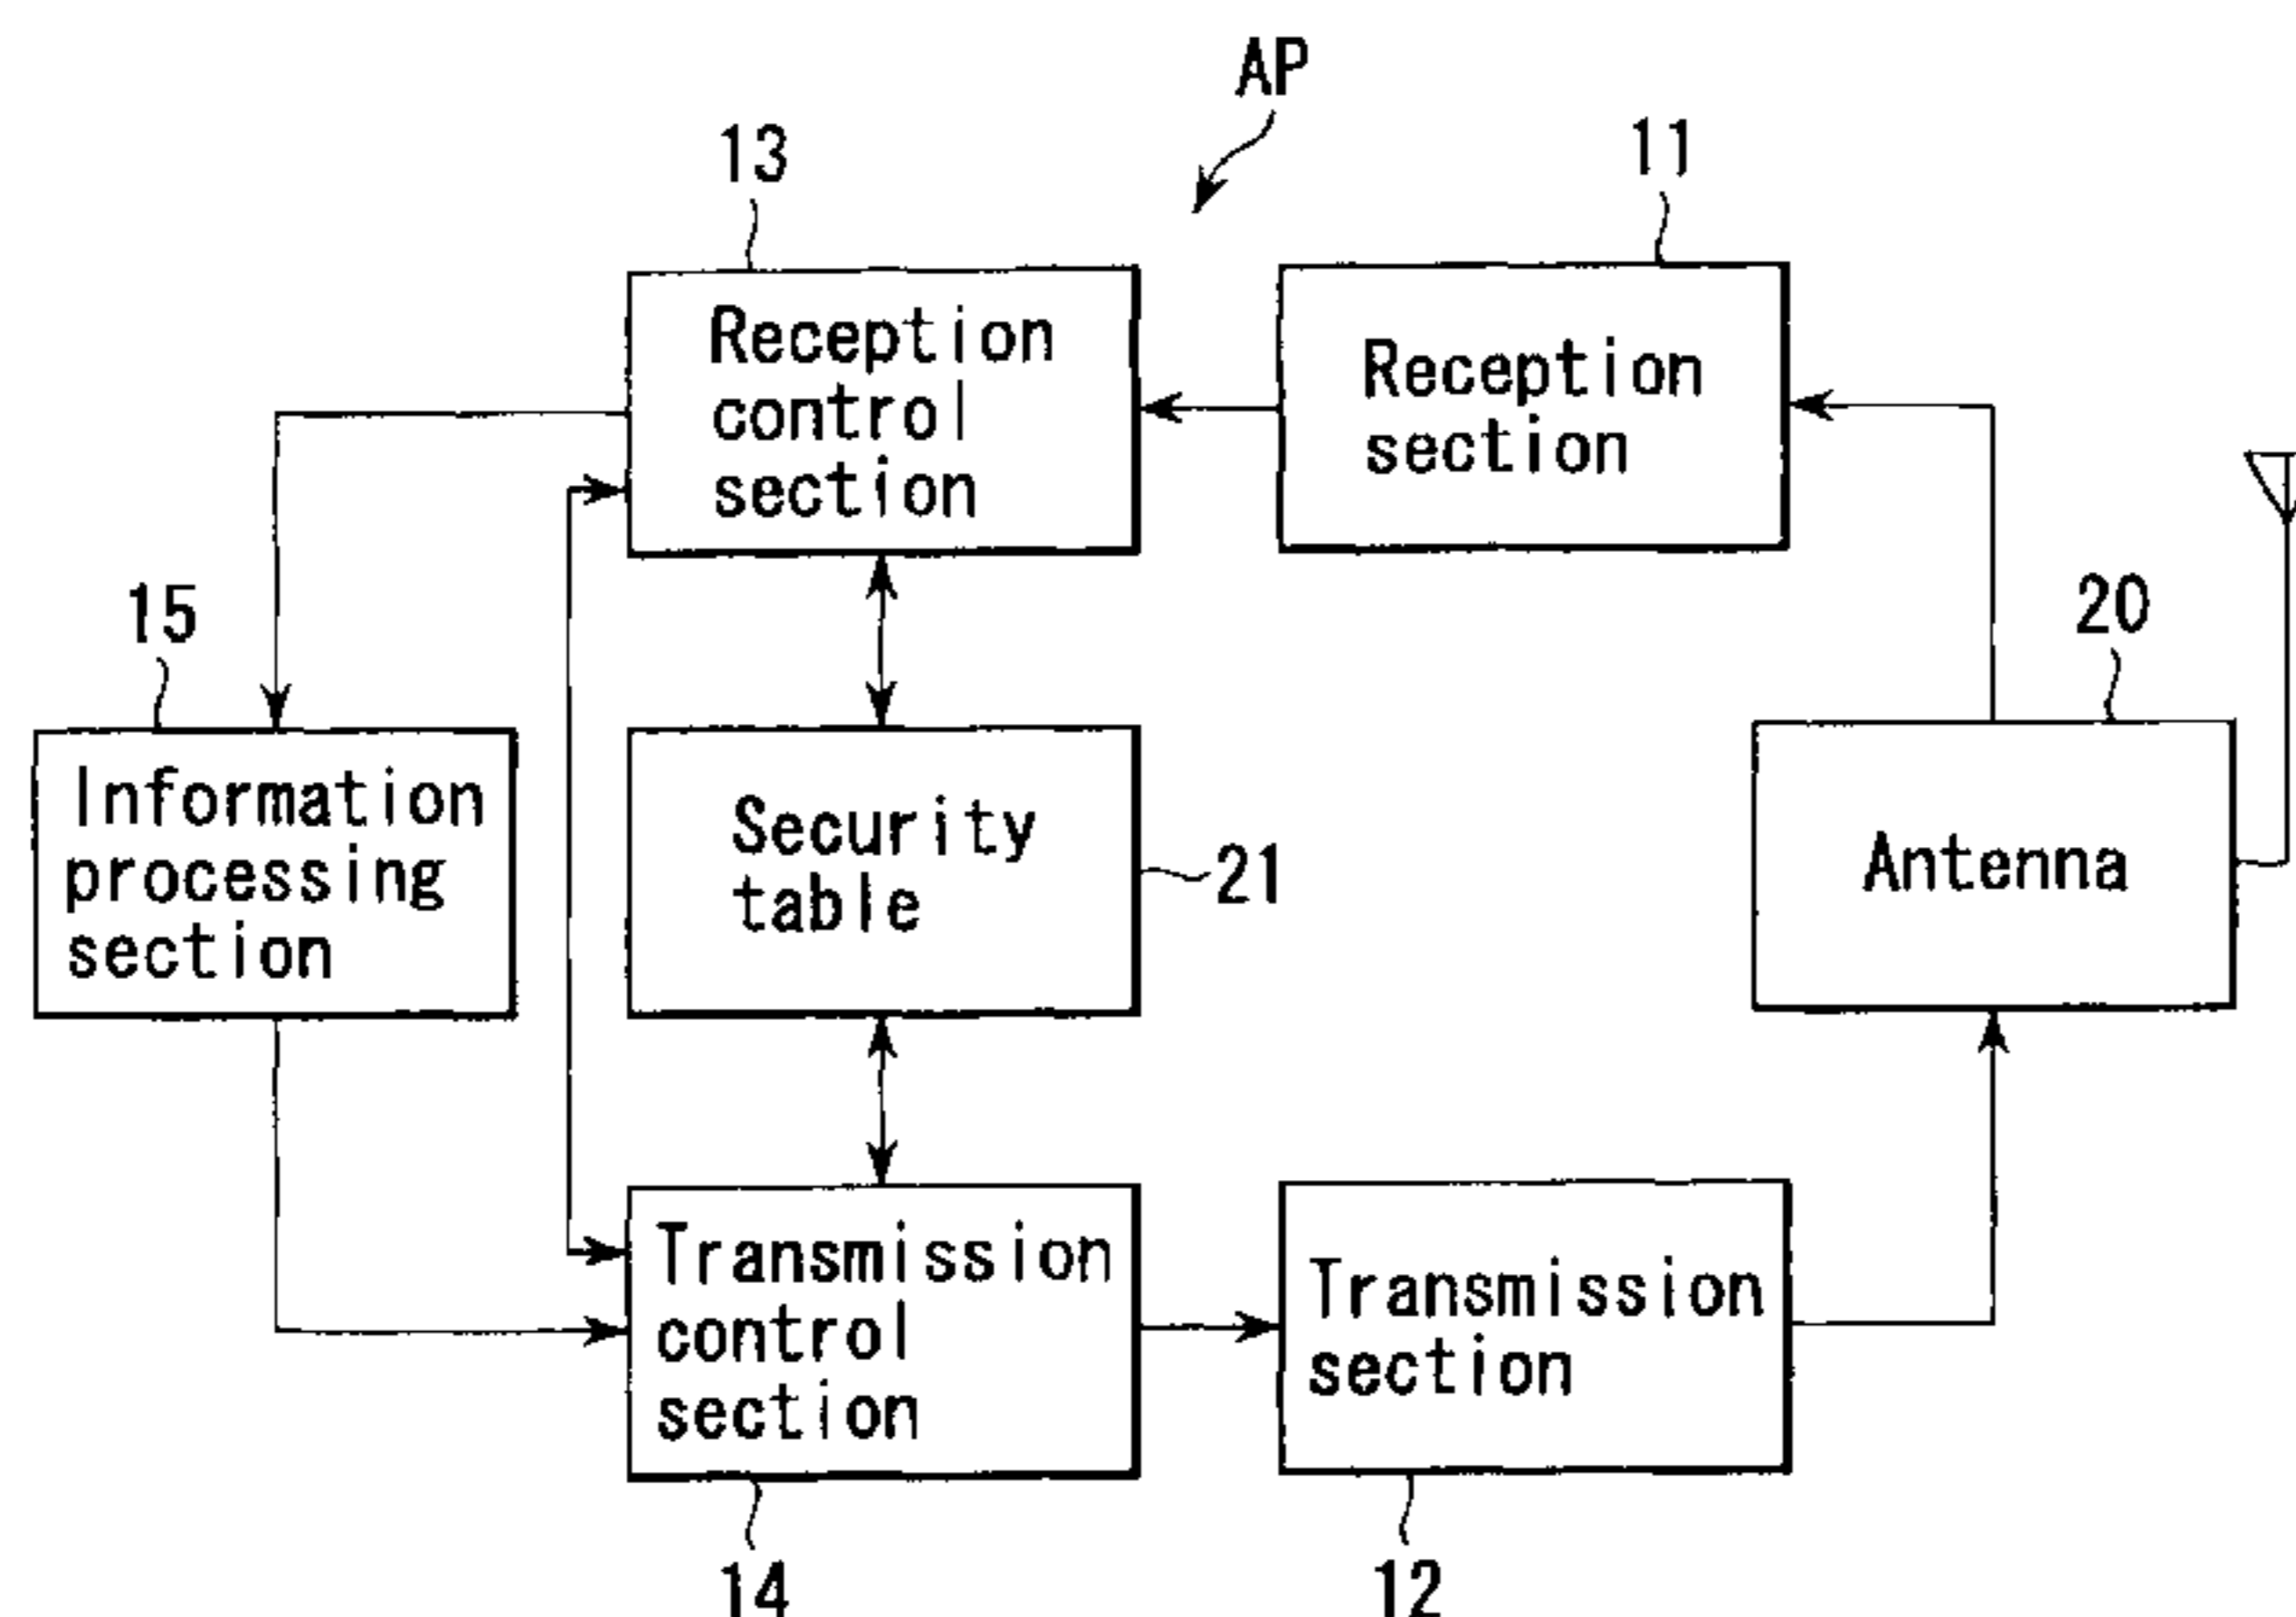 AP
13
11
Reception
control
section
Reception
section
15
20
Information
processing
section
Security
table
21
Antenna
Transmission
control
section
Transmission
section
14
12